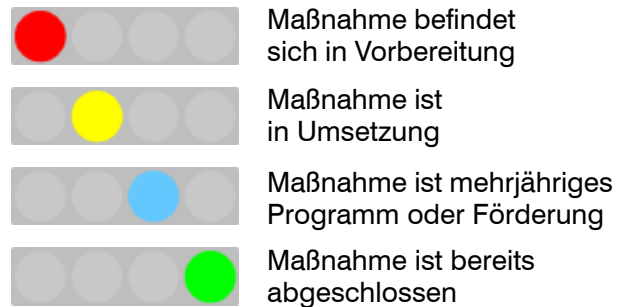 Maßnahme befindet
sich in Vorbereitung
Maßnahme ist
in Umsetzung
Maßnahme ist mehrjähriges
Programm oder Förderung
Maßnahme ist bereits
abgeschlossen